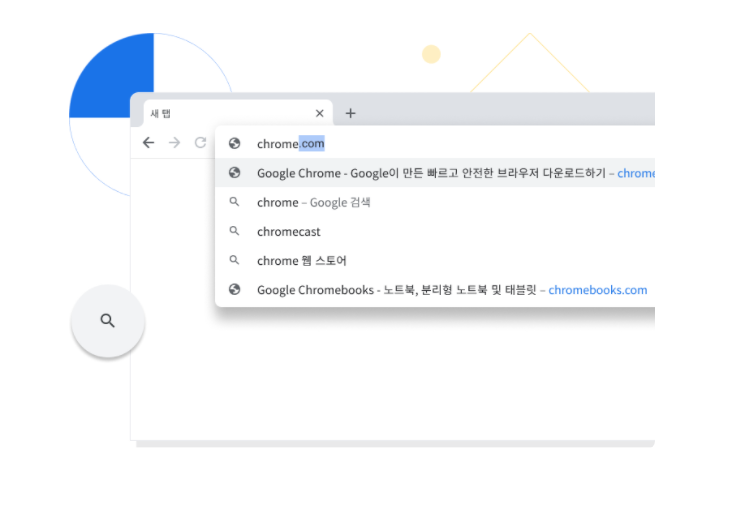 새 탭
chrome.com
Google Chrome - Google이 만든 빠르고 안전한 브라우저 다운로드하기 – chrome
chrome – Google 검색
chromecast
chrome 웹 스토어
Google Chromebooks - 노트북, 분리형 노트북 및 태블릿 – chromebooks.com